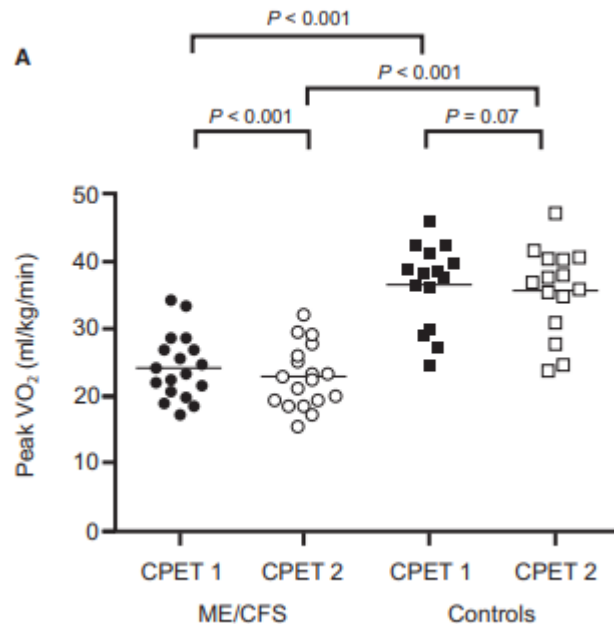 P < 0.001
A
P < 0.001
P < 0.001
P = 0.07
50
40
30
20
10
0
Peak VO₂ (ml/kg/min)
CPET 1 CPET 2 CPET 1 CPET 2
ME/CFS Controls